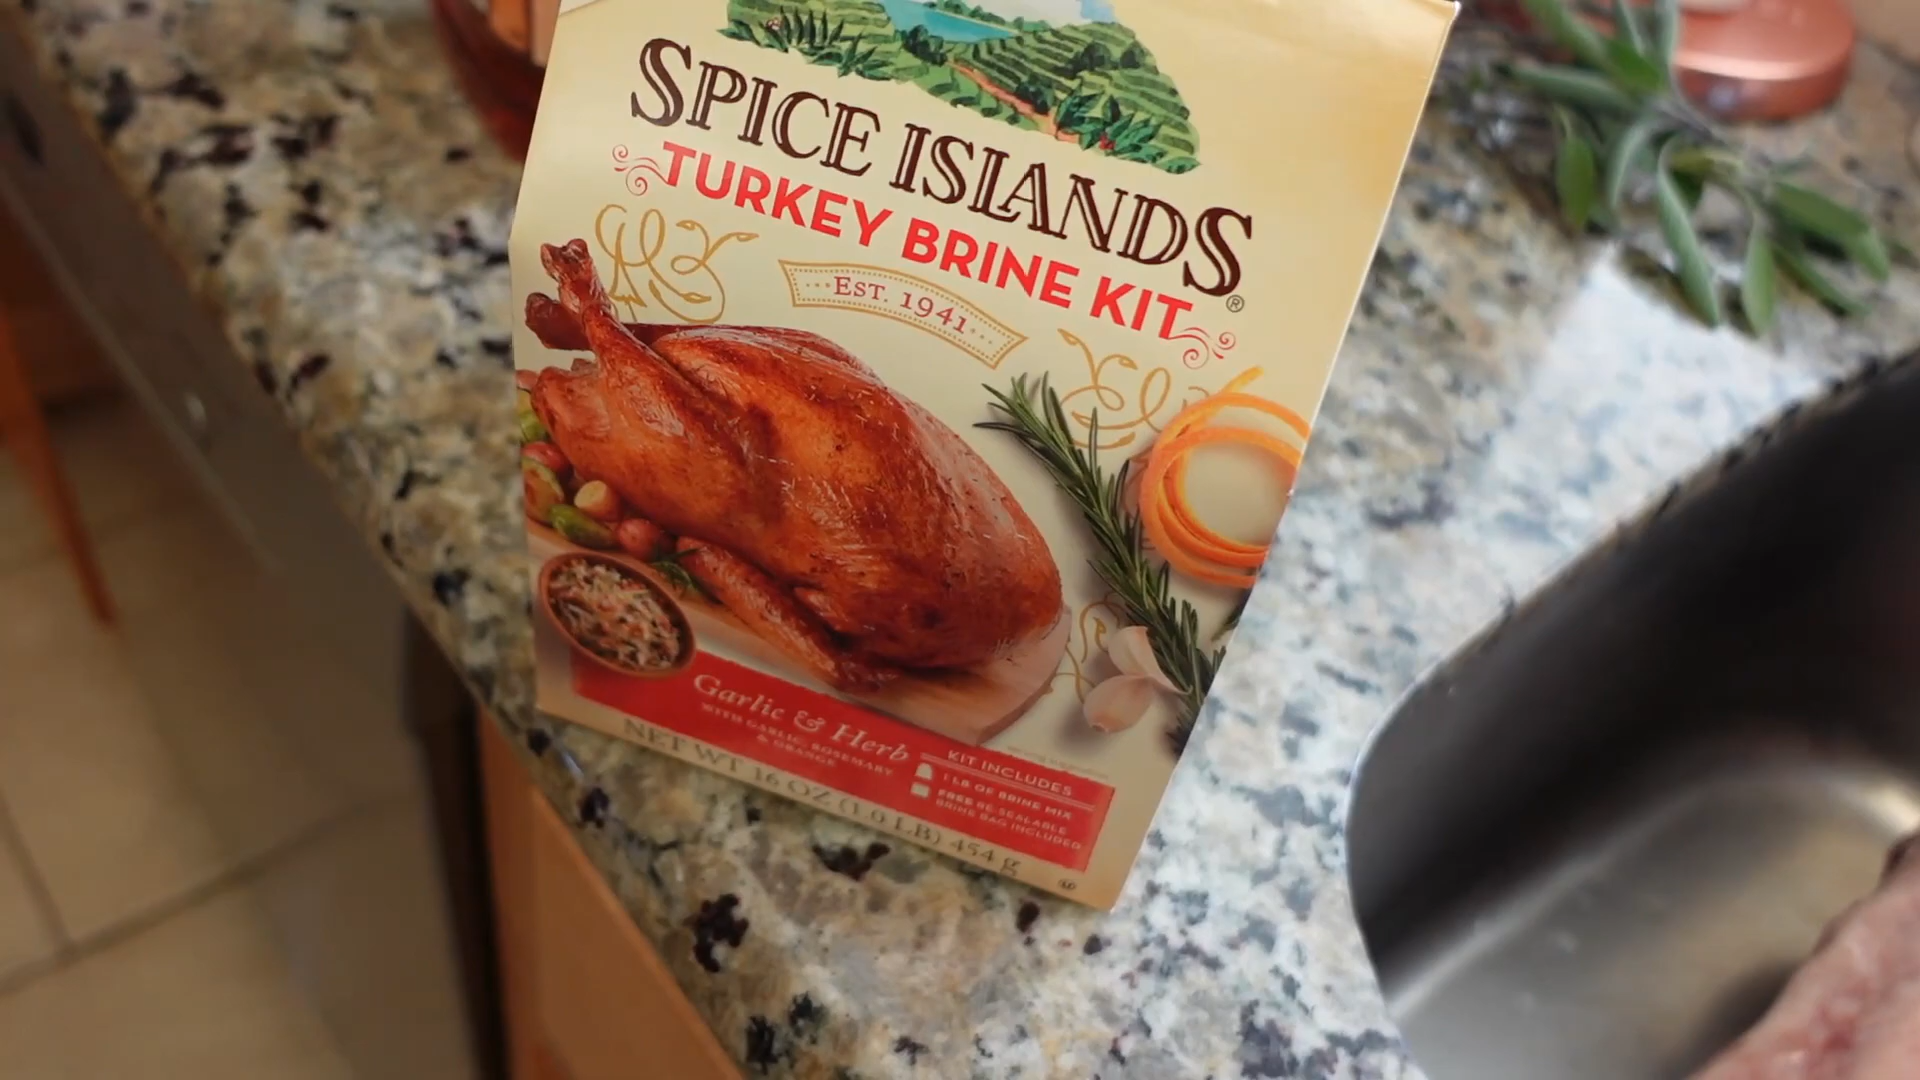 SPICE ISLANDS®
TURKEY BRINE KIT
EST. 1941
Garlic & Herb
WITH GARLIC, ROSEMARY
& ORANGE
KIT INCLUDES
1 LB OF BRINE MIX
FREE RE-SEALABLE
BRINE BAG INCLUDED
NET WT 16 OZ (1.0 LB) 454 g